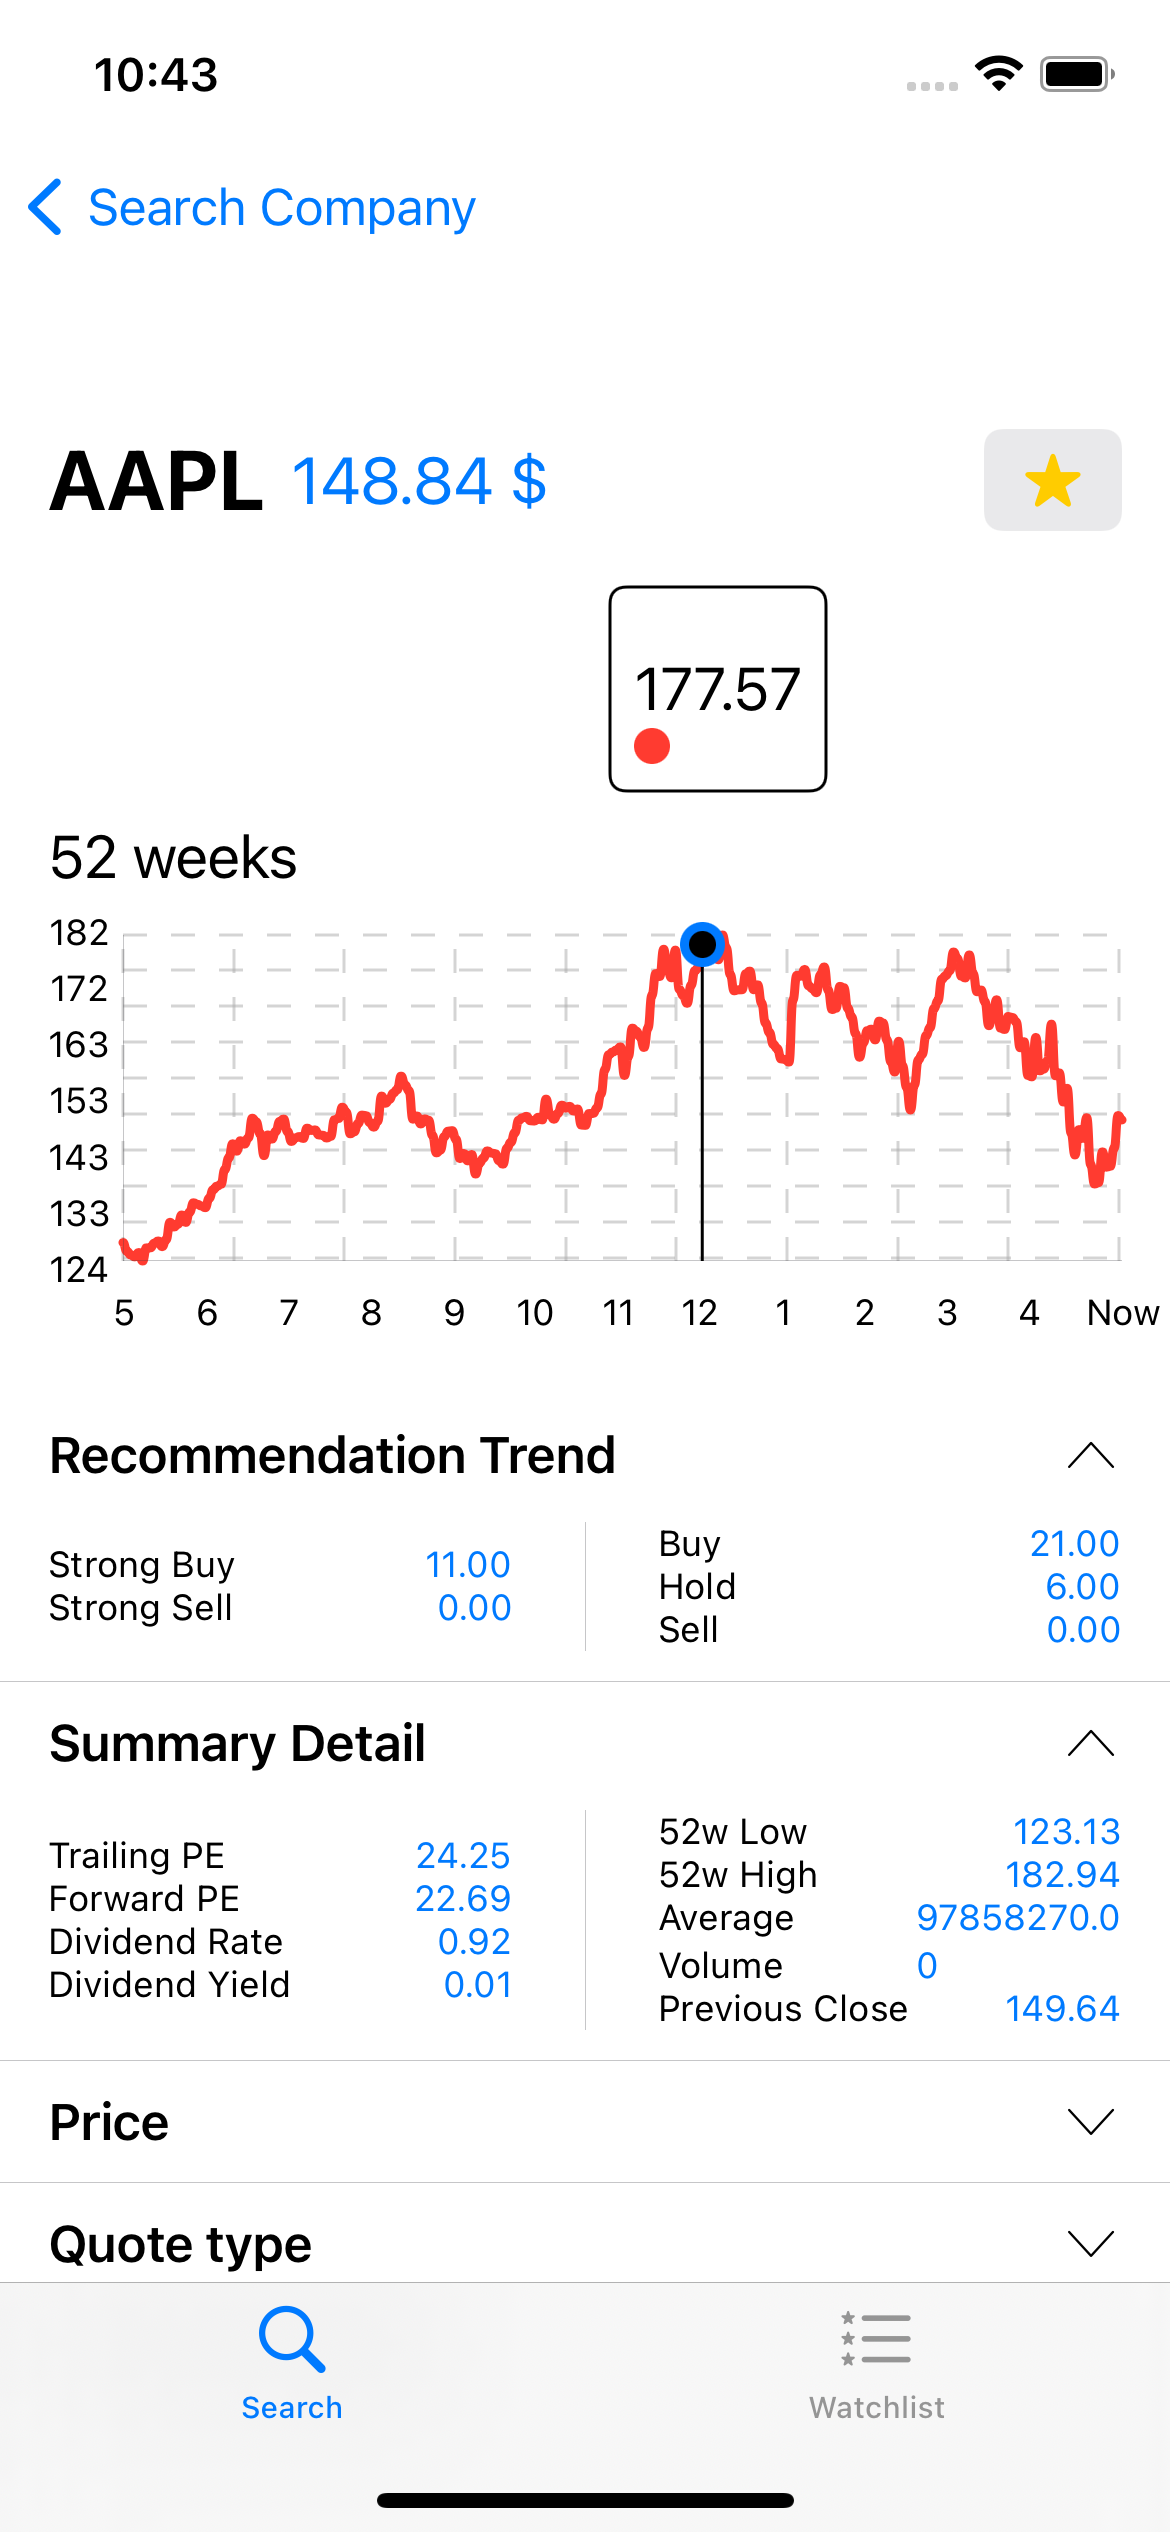 10:43
Search Company
AAPL 148.84 $
177.57
52 weeks
182
172
163
153
143
133
124
5 6 7 8 9 10 11 12 1 2 3 4 Now
Recommendation Trend
Strong Buy 11.00
Strong Sell 0.00
Buy 21.00
Hold 6.00
Sell 0.00
Summary Detail
Trailing PE 24.25
Forward PE 22.69
Dividend Rate 0.92
Dividend Yield 0.01
52w Low 123.13
52w High 182.94
Average 97858270.0
Volume 0
Previous Close 149.64
Price
Quote type
Search
Watchlist